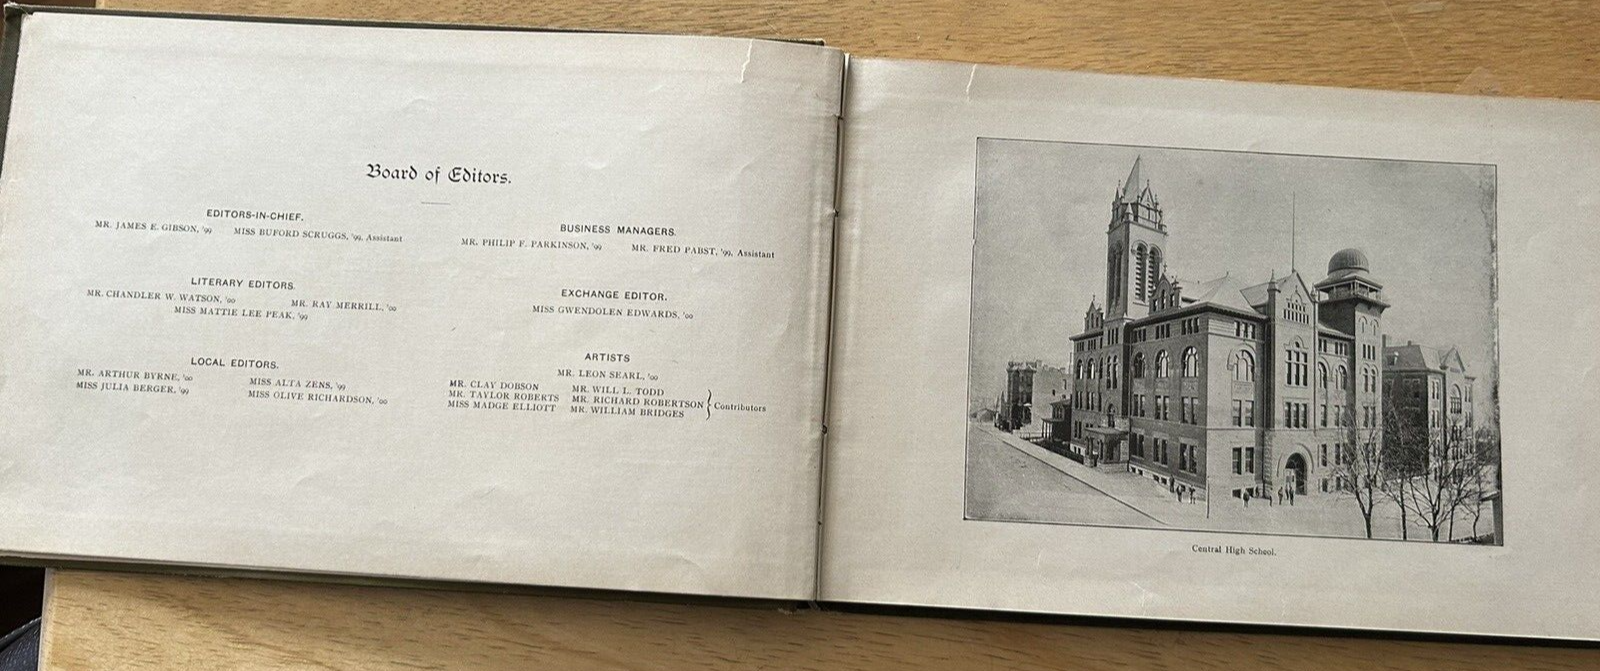 Board of Editors.
EDITORS-IN-CHIEF.
MR. JAMES E. GIBSON, '99 MISS BUFORD SCRUGGS, '99, Assistant
BUSINESS MANAGERS.
MR. PHILIP F. PARKINSON, '99 MR. FRED PABST, '99, Assistant
LITERARY EDITORS.
MR. CHANDLER W. WATSON, '00 MR. RAY MERRILL, '00
MISS MATTIE LEE PEAK, '99
EXCHANGE EDITOR.
MISS GWENDOLEN EDWARDS, '00
LOCAL EDITORS.
MR. ARTHUR BYRNE, '00 MISS ALTA ZENS, '99
MISS JULIA BERGER, '99 MISS OLIVE RICHARDSON, '00
ARTISTS
MR. LEON SEARL, '00
MR. CLAY DOBSON MR. WILL L. TODD
MR. TAYLOR ROBERTS MR. RICHARD ROBERTSON } Contributors
MISS MADGE ELLIOTT MR. WILLIAM BRIDGES
Central High School.